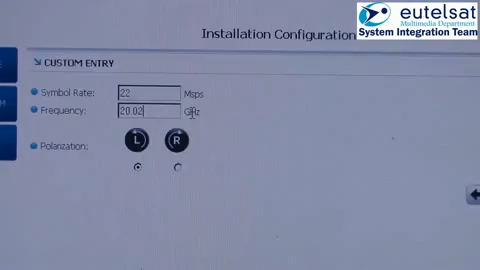 eutelsat
Multimedia Department
System Integration Team
Installation Configuration
CUSTOM ENTRY
Symbol Rate: 22 Msps
Frequency: 20.02 GHz
Polarization: L R